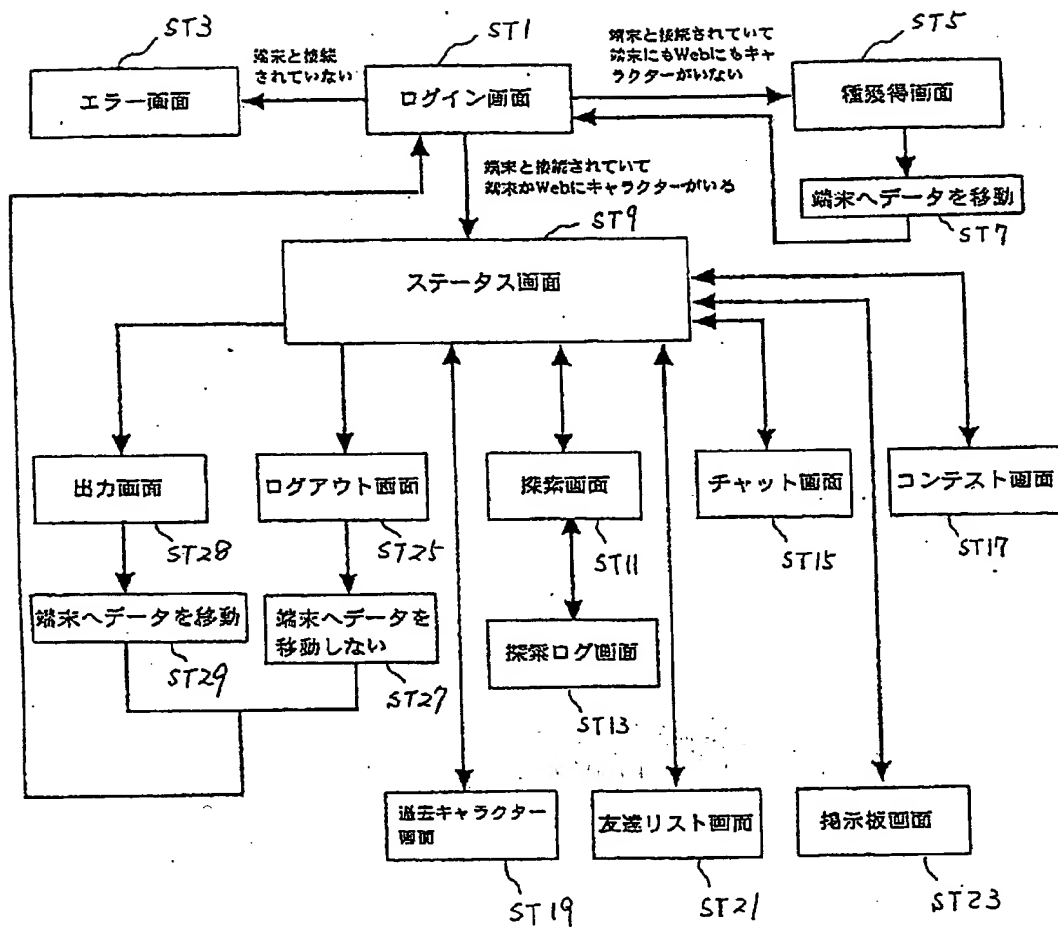 ST3
ST1
ST5
端末と接続
されていない
端末と接続されていて
端末にもWebにもキャ
ラクターがいない
エラー画面
ログイン画面
種獲得画面
端末と接続されていて
端末かWebにキャラクターがいる
端末へデータを移動
ST7
ST9
ステータス画面
出力画面
ログアウト画面
探索画面
チャット画面
コンテスト画面
ST28
ST25
ST11
ST15
ST17
端末へデータを移動
端末へデータを
移動しない
探索ログ画面
ST29
ST27
ST13
過去キャラクター
画面
友達リスト画面
掲示板画面
ST19
ST21
ST23